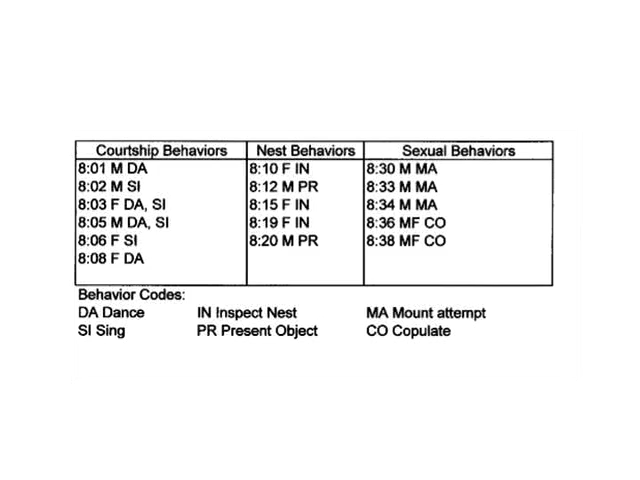 Courtship Behaviors Nest Behaviors Sexual Behaviors
8:01 M DA 8:10 F IN 8:30 M MA
8:02 M SI 8:12 M PR 8:33 M MA
8:03 F DA, SI 8:15 F IN 8:34 M MA
8:05 M DA, SI 8:19 F IN 8:36 MF CO
8:06 F SI 8:20 M PR 8:38 MF CO
8:08 F DA
Behavior Codes:
DA Dance IN Inspect Nest MA Mount attempt
SI Sing PR Present Object CO Copulate